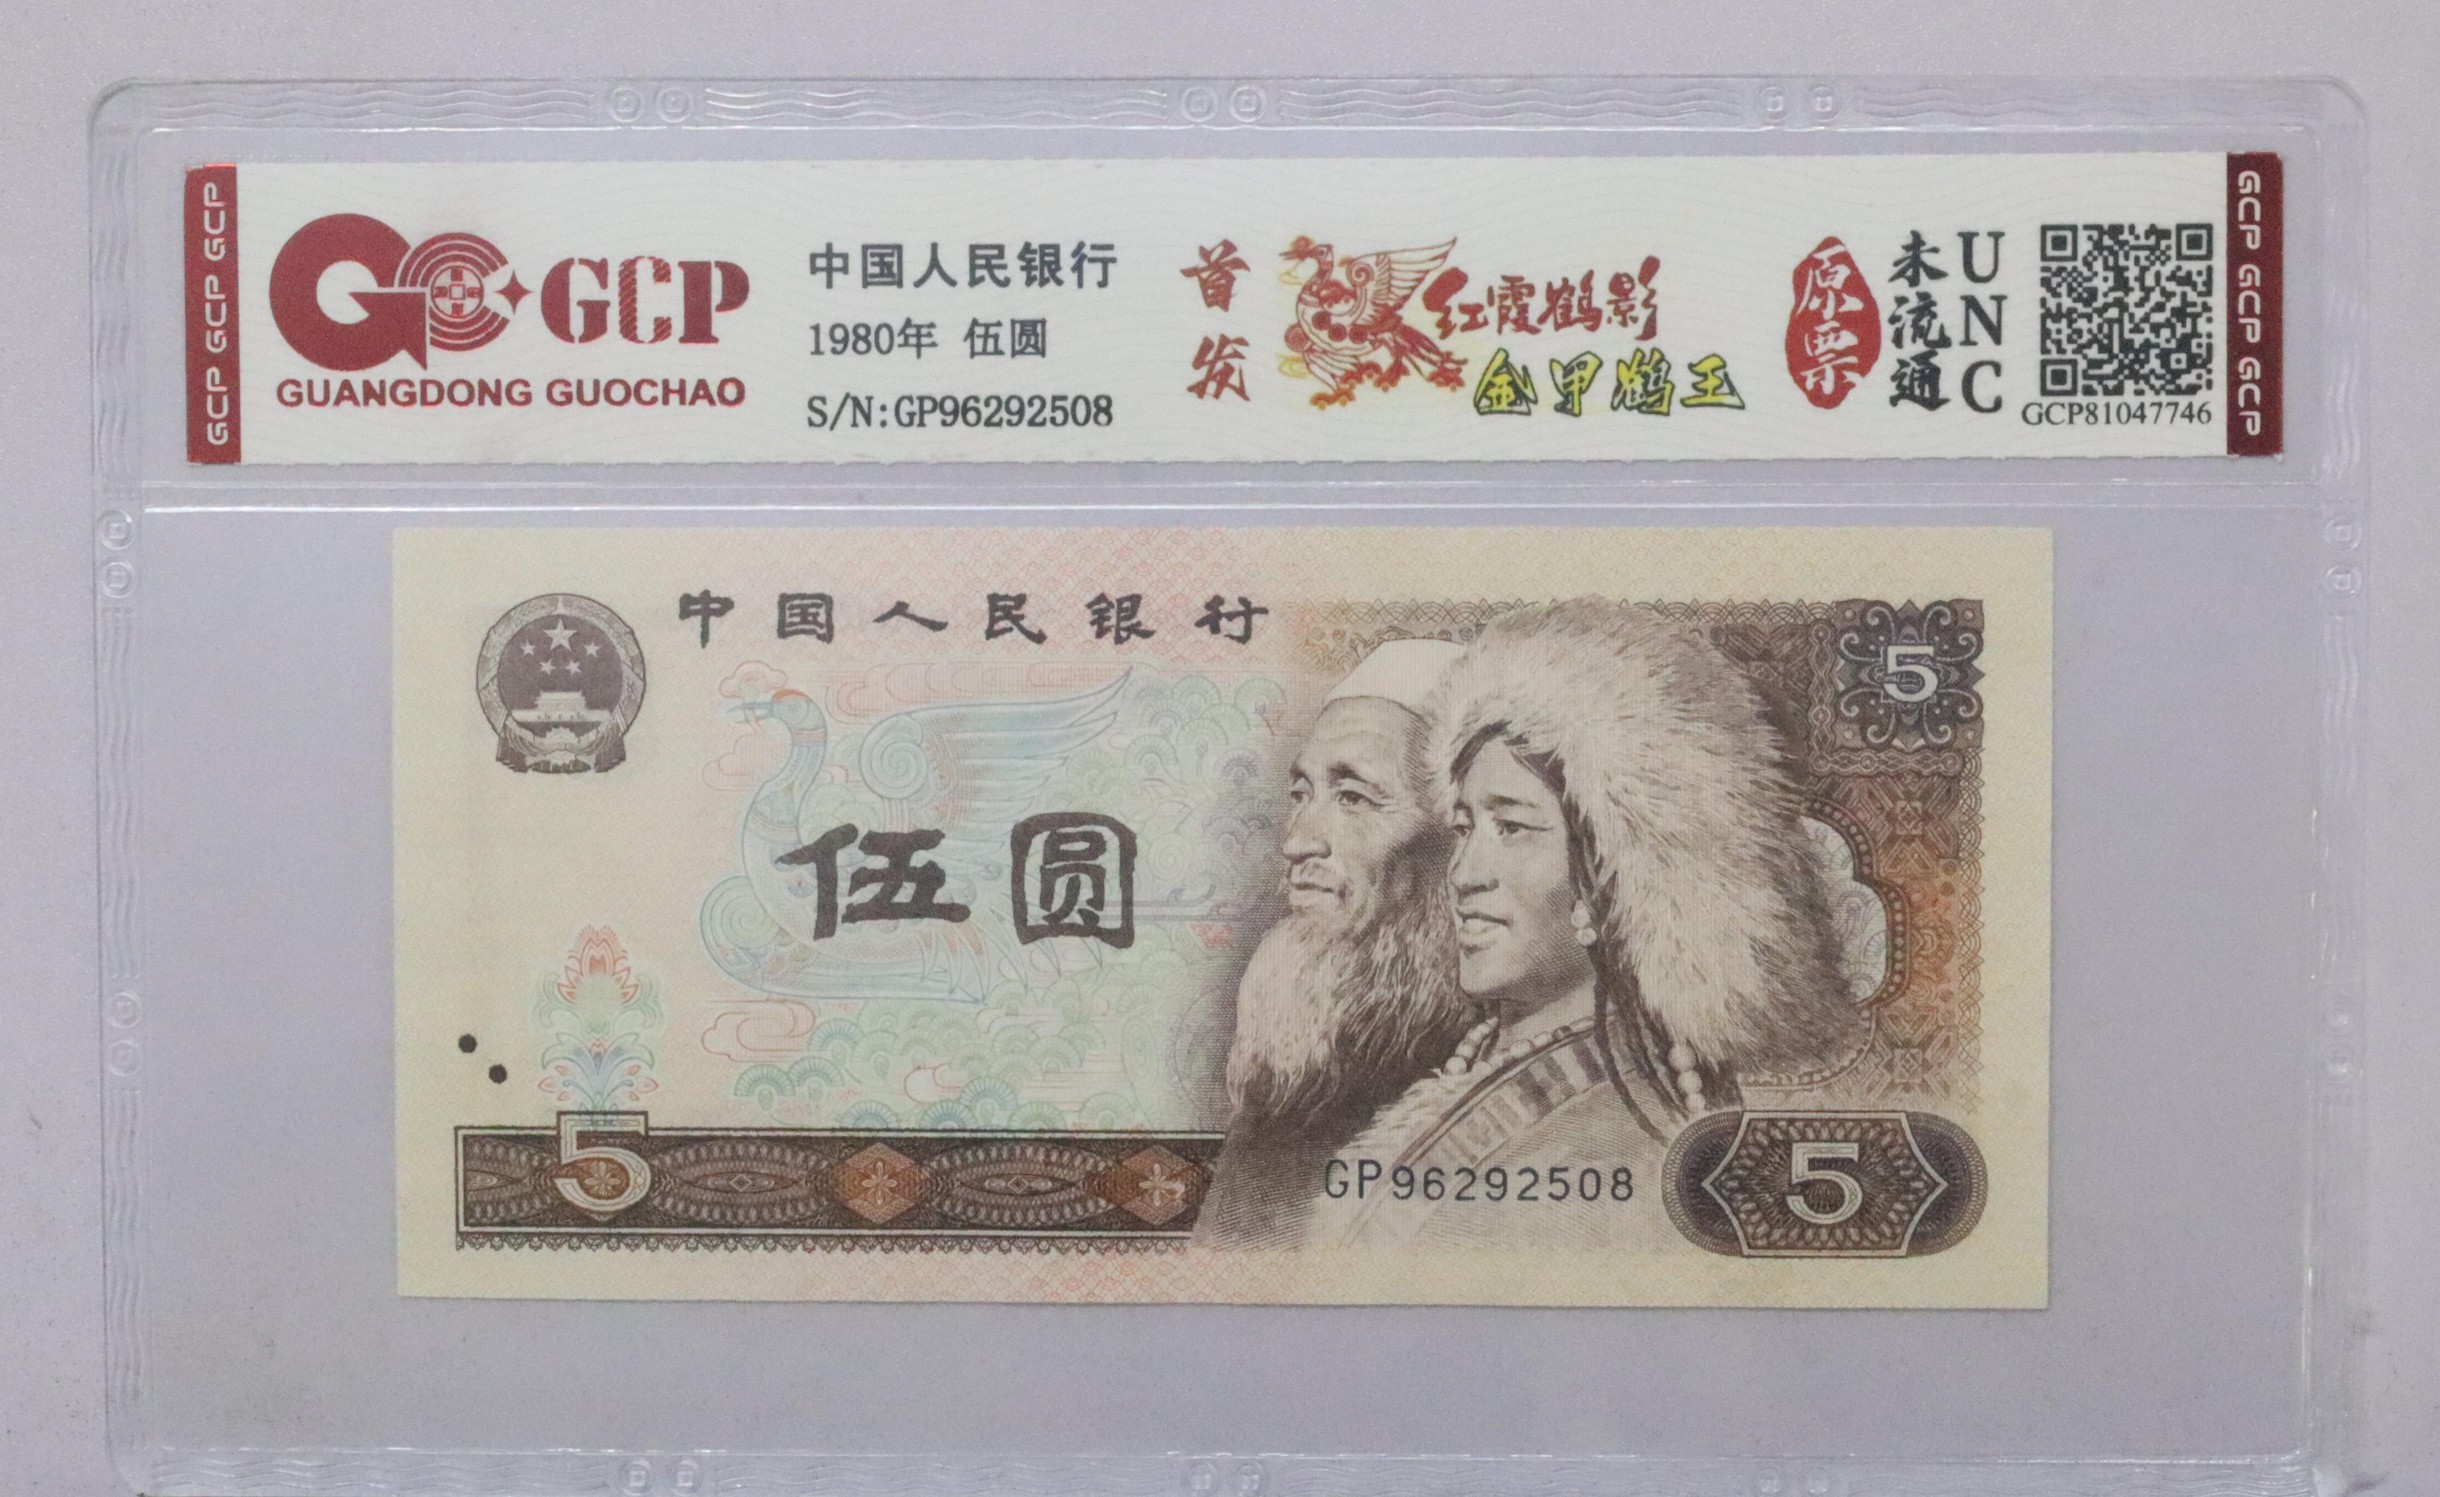 GCP GCP GCP
GCP
GUANGDONG GUOCHAO
中国人民银行
1980年 伍圆
S/N:GP96292508
首发
红霞鹤影
金甲鹤王
原票
未流通
UNC
GCP81047746
GCP GCP GCP
中国人民银行
5
伍圆
5
GP96292508
5